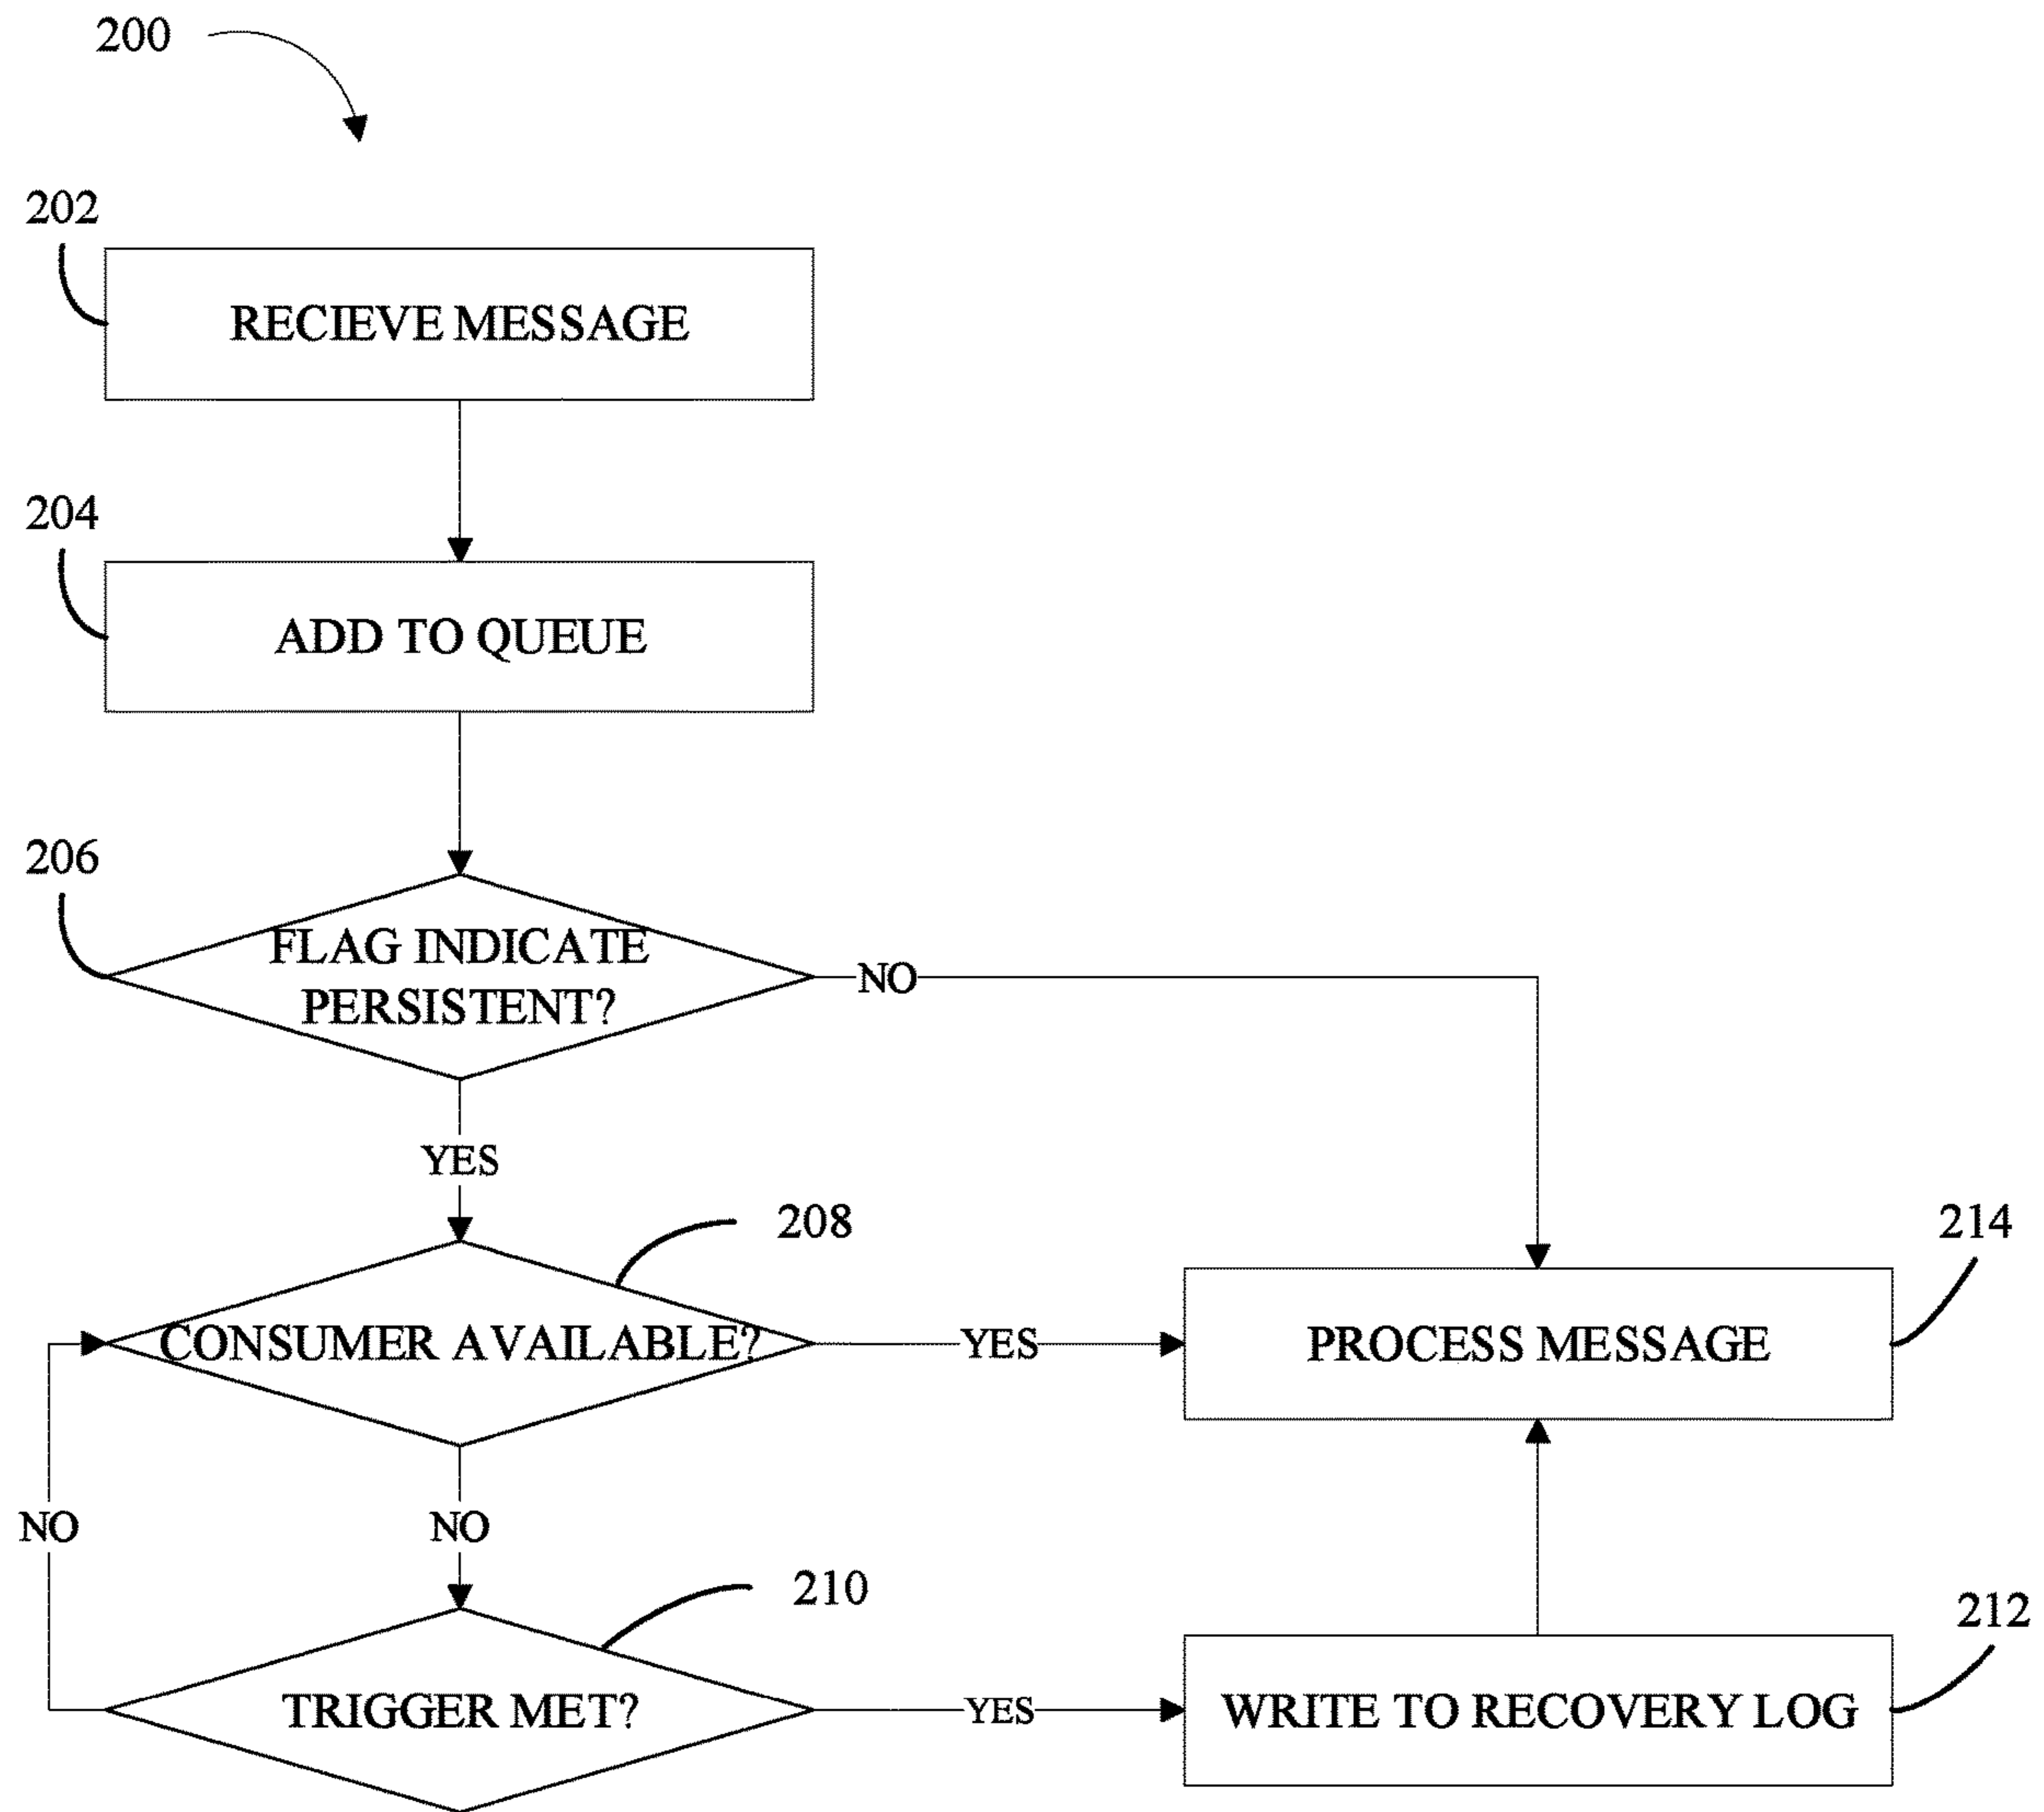 200
202
RECIEVE MESSAGE
204
ADD TO QUEUE
206
FLAG INDICATE
PERSISTENT?
NO
YES
208
214
CONSUMER AVAILABLE?
YES
PROCESS MESSAGE
NO
NO
210
212
TRIGGER MET?
YES
WRITE TO RECOVERY LOG